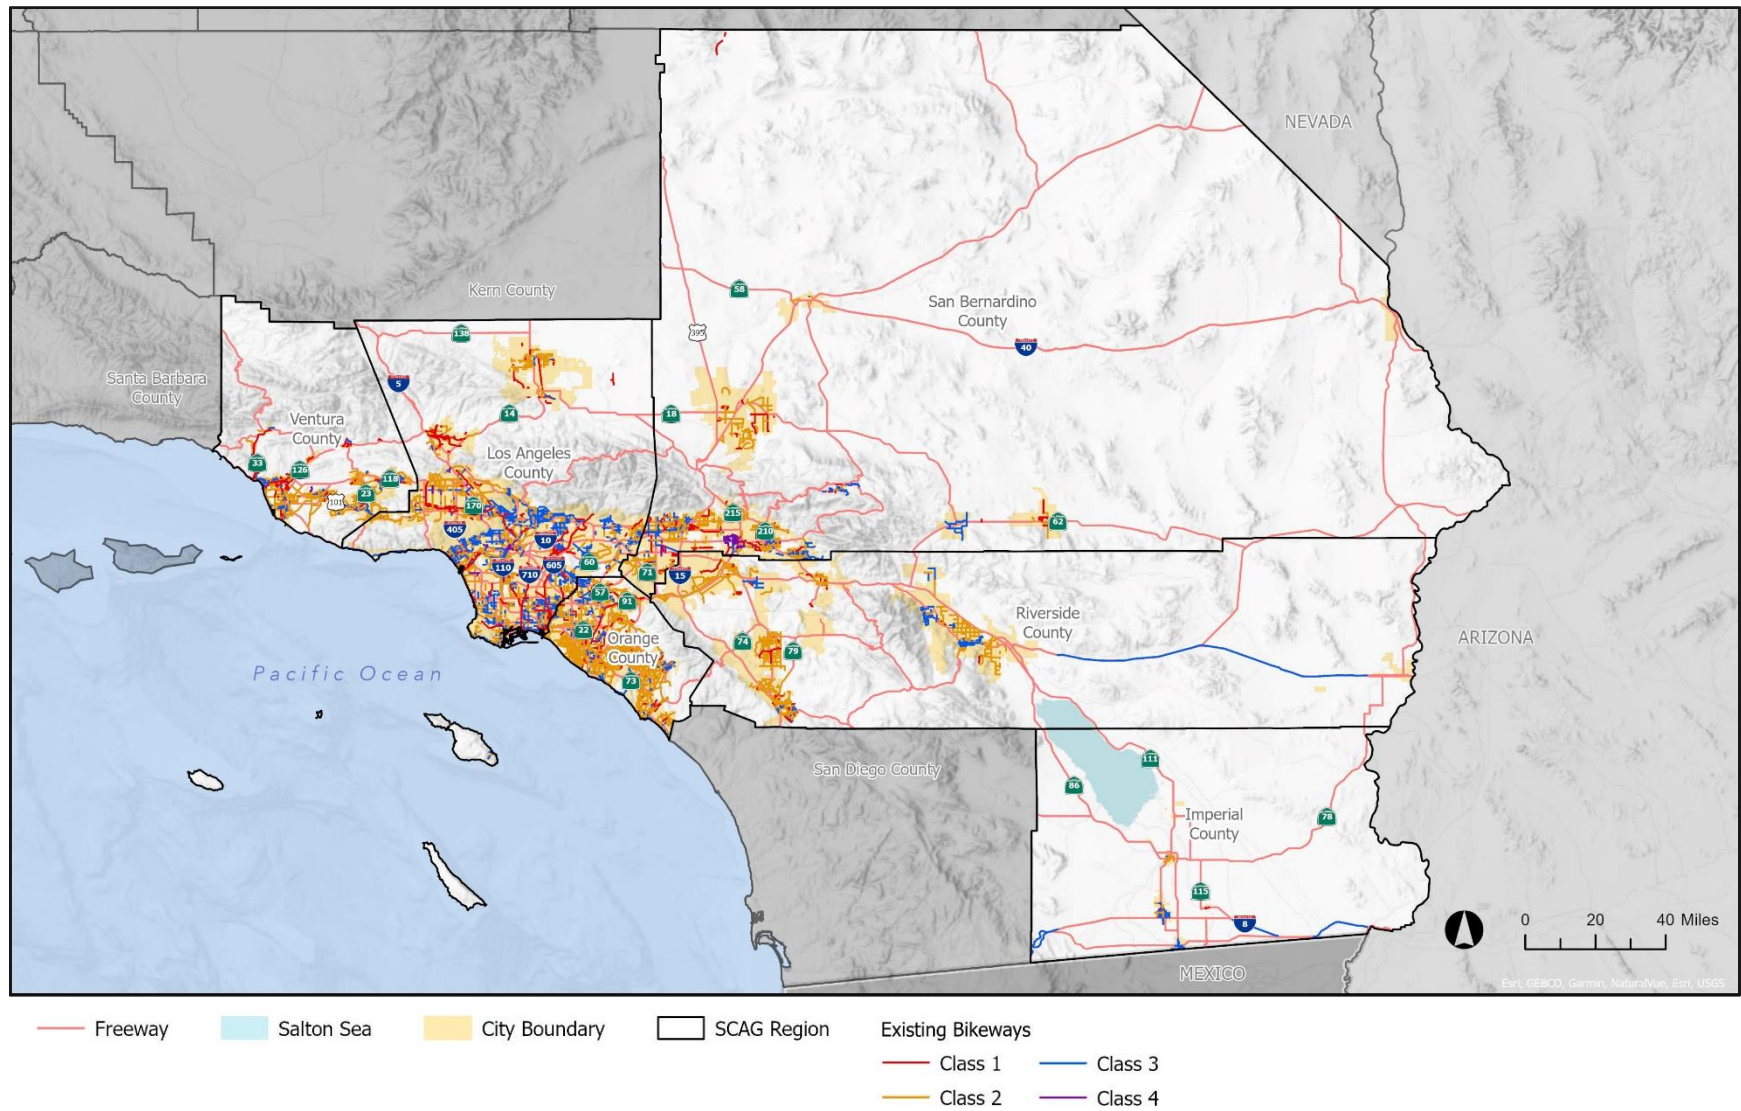 NEVADA
Kern County
58
San Bernardino
County
138
395
40
5
Santa Barbara
County
14
18
Ventura
County
Los Angeles
County
33
126
118
23
101
170
215
210
62
405
10
110
710
605
60
71
15
57
91
22
Orange
County
73
74
79
Riverside
County
ARIZONA
Pacific Ocean
San Diego County
111
86
Imperial
County
78
115
8
0 20 40 Miles
MEXICO
Esri, GEBCO, Garmin, NaturalVue, Esri, USGS
Freeway
Salton Sea
City Boundary
SCAG Region
Existing Bikeways
Class 1
Class 3
Class 2
Class 4